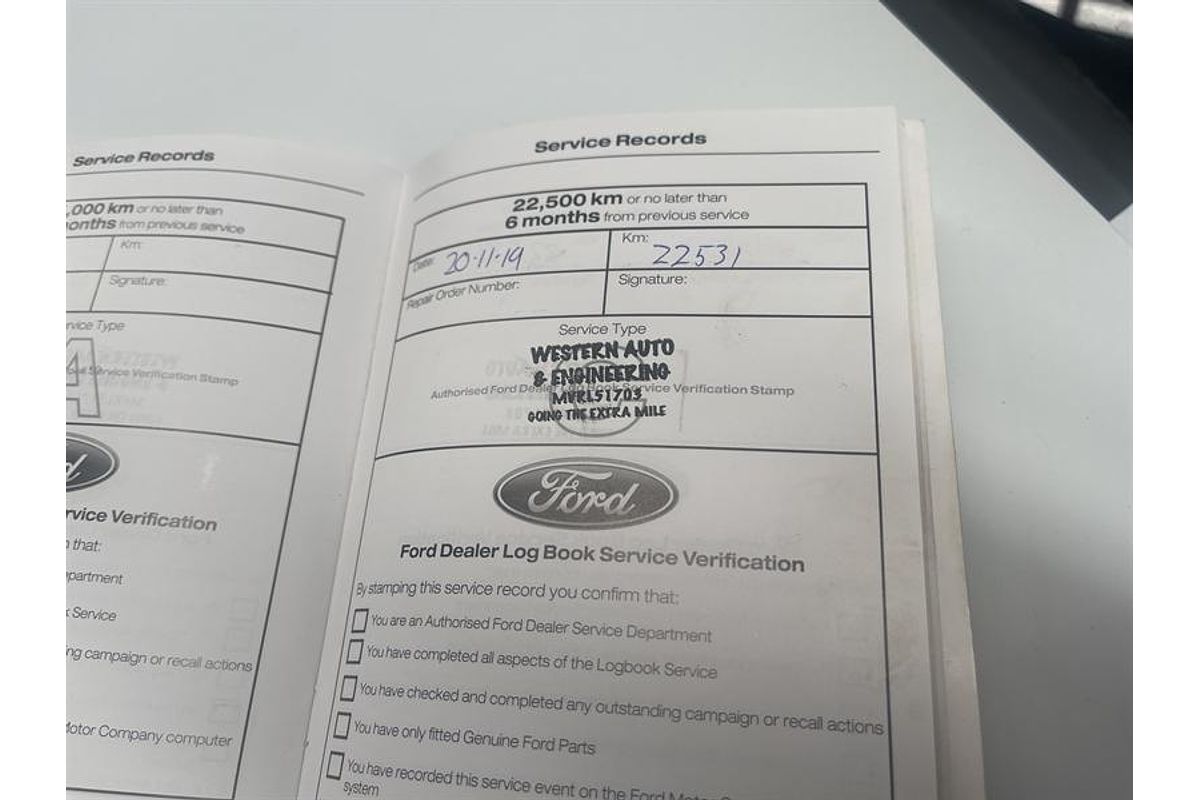 Service Records
,000 km or no later than
onths from previous service
Km:
Signature:
rvice Type
A
Service Verification Stamp
d
rvice Verification
that:
partment
Service
ng campaign or recall actions
Motor Company computer
Service Records
22,500 km or no later than
6 months from previous service
Date: 20·11·19
Km: 22531
Repair Order Number:
Signature:
Service Type
WESTERN AUTO
& ENGINEERING
Authorised Ford Dealer Log Book Service Verification Stamp
MVRL51703
GOING THE EXTRA MILE
Ford
Ford Dealer Log Book Service Verification
By stamping this service record you confirm that:
You are an Authorised Ford Dealer Service Department
You have completed all aspects of the Logbook Service
You have checked and completed any outstanding campaign or recall actions
You have only fitted Genuine Ford Parts
You have recorded this service event on the Ford Motor
system